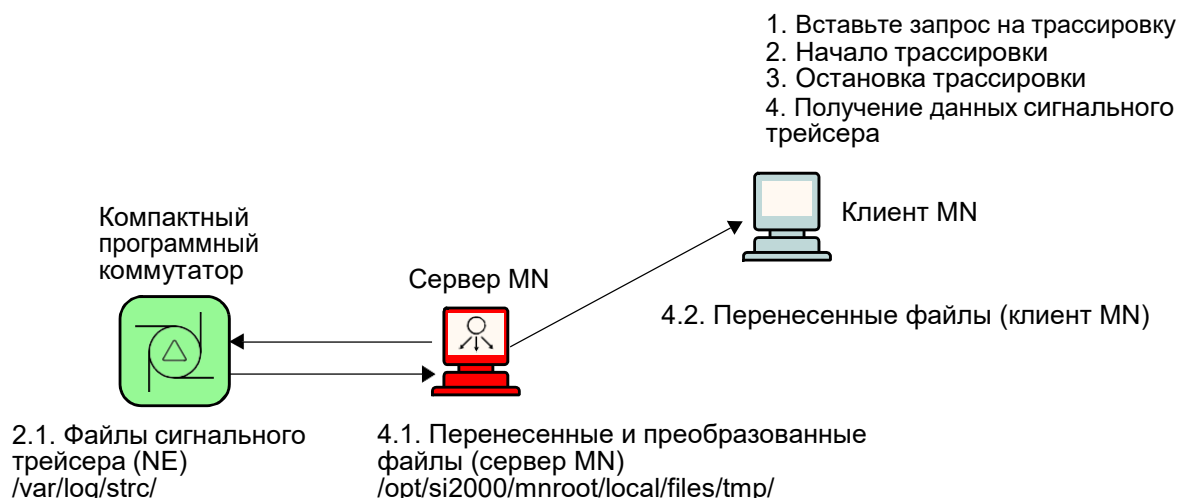 1. Вставьте запрос на трассировку
2. Начало трассировки
3. Остановка трассировки
4. Получение данных сигнального
трейсера
Клиент MN
Компактный
программный
коммутатор
Сервер MN
4.2. Перенесенные файлы (клиент MN)
2.1. Файлы сигнального
трейсера (NE)
/var/log/strc/
4.1. Перенесенные и преобразованные
файлы (сервер MN)
/opt/si2000/mnroot/local/files/tmp/